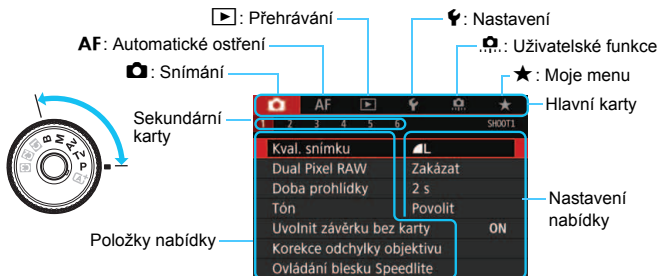 : Přehrávání
AF: Automatické ostření
: Snímání
: Nastavení
: Uživatelské funkce
★: Moje menu
Hlavní karty
Sekundární
karty
AF
1 2 3 4 5 6 SHOOT1
Kval. snímku L
Dual Pixel RAW Zakázat
Doba prohlídky 2 s
Tón Povolit
Uvolnit závěrku bez karty ON
Korekce odchylky objektivu
Ovládání blesku Speedlite
Nastavení
nabídky
Položky nabídky
B M Av Tv P A+